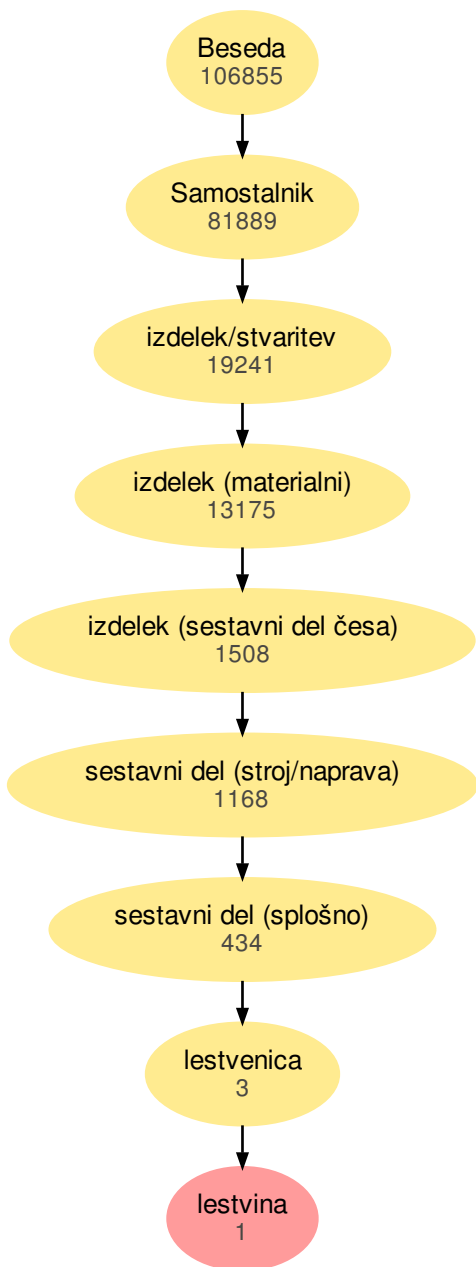 Beseda
106855
Samostalnik
81889
izdelek/stvaritev
19241
izdelek (materialni)
13175
izdelek (sestavni del česa)
1508
sestavni del (stroj/naprava)
1168
sestavni del (splošno)
434
lestvenica
3
lestvina
1